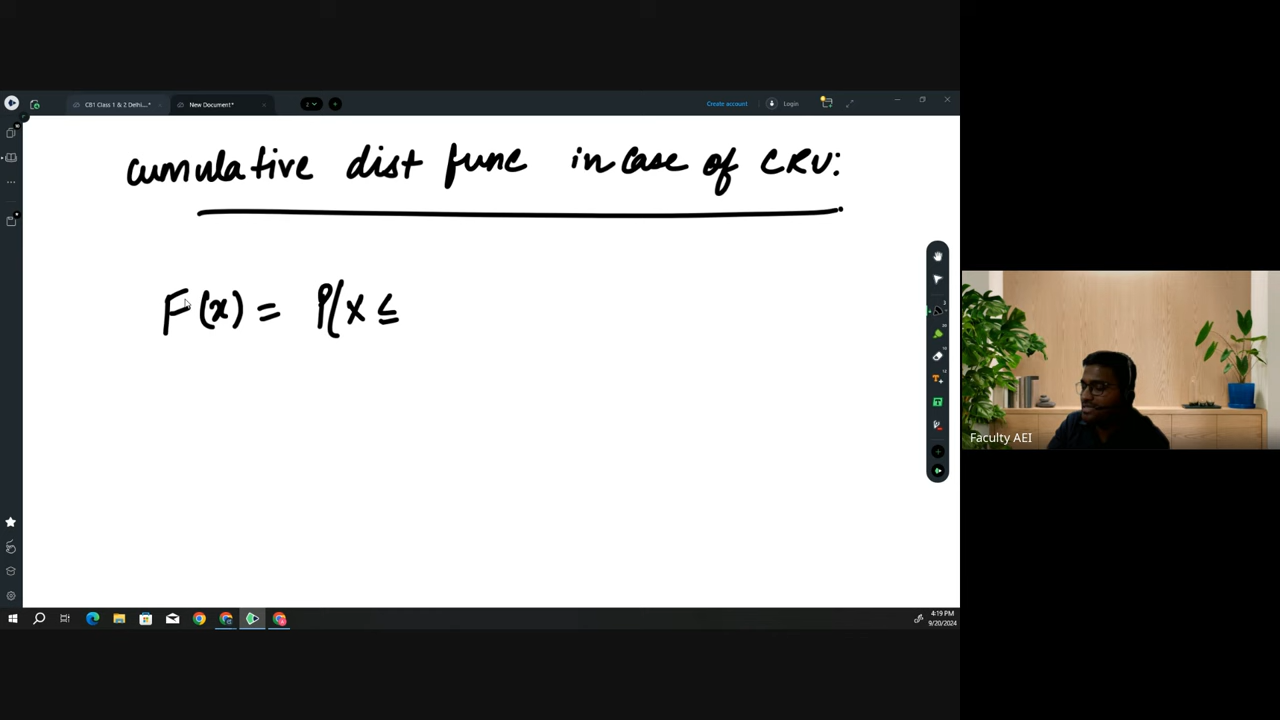 CB1 Class 1 & 2 Delhi...*
New Document*
2
Create account
Login
cumulative dist func in case of CRV:
F(x) = P(X ≤
Faculty AEI
4:19 PM
9/20/2024